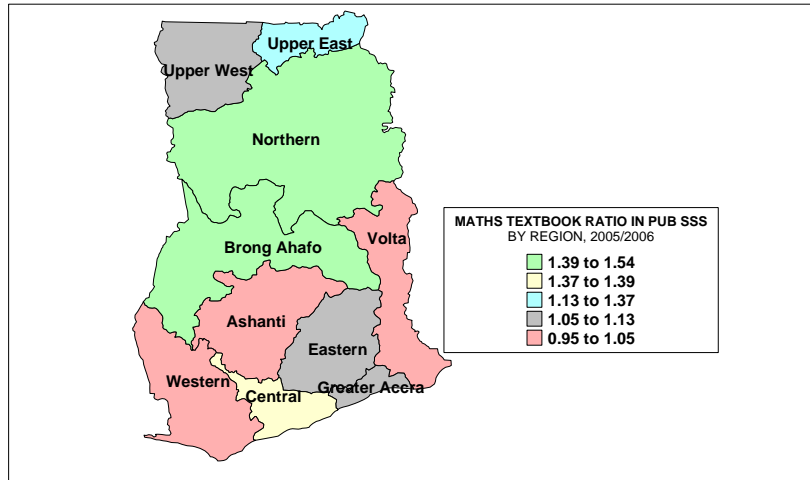 Upper East
Upper West
Northern
Volta
Brong Ahafo
Ashanti
Eastern
Western
Greater Accra
Central
MATHS TEXTBOOK RATIO IN PUB SSS
BY REGION, 2005/2006
1.39 to 1.54
1.37 to 1.39
1.13 to 1.37
1.05 to 1.13
0.95 to 1.05